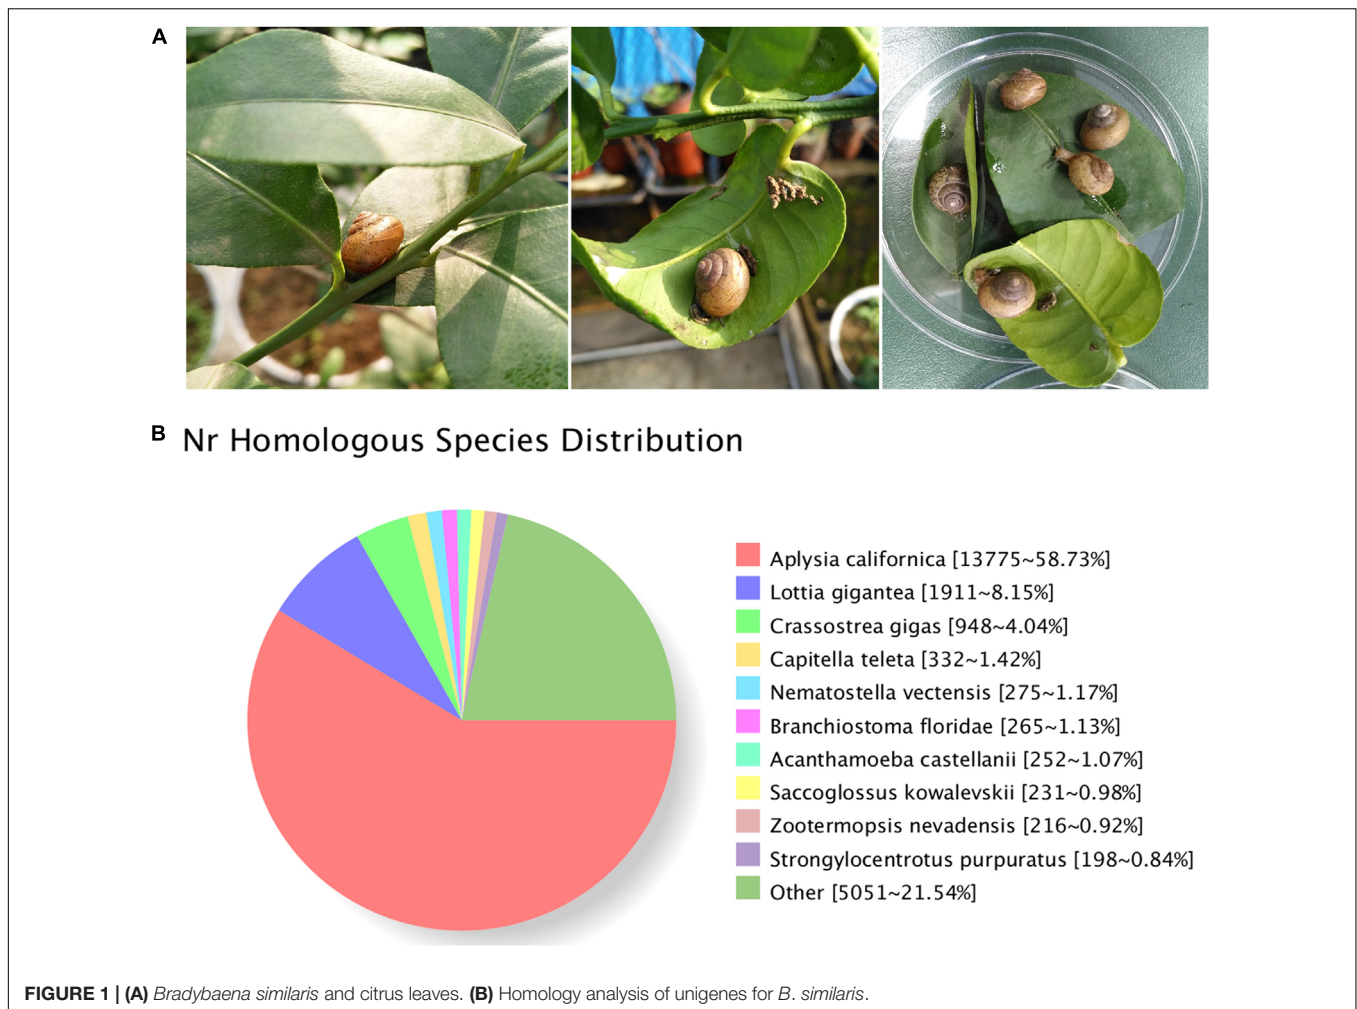 A
B Nr Homologous Species Distribution
Aplysia californica [13775~58.73%]
Lottia gigantea [1911~8.15%]
Crassostrea gigas [948~4.04%]
Capitella teleta [332~1.42%]
Nematostella vectensis [275~1.17%]
Branchiostoma floridae [265~1.13%]
Acanthamoeba castellanii [252~1.07%]
Saccoglossus kowalevskii [231~0.98%]
Zootermopsis nevadensis [216~0.92%]
Strongylocentrotus purpuratus [198~0.84%]
Other [5051~21.54%]
FIGURE 1 | (A) Bradybaena similaris and citrus leaves. (B) Homology analysis of unigenes for B. similaris.